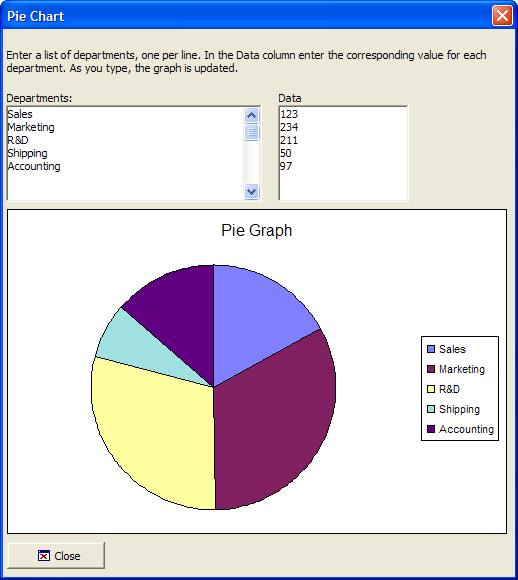 Pie Chart
Enter a list of departments, one per line. In the Data column enter the corresponding value for each
department. As you type, the graph is updated.
Departments:
Sales
Marketing
R&D
Shipping
Accounting
Data
123
234
211
50
97
Pie Graph
Sales
Marketing
R&D
Shipping
Accounting
Close